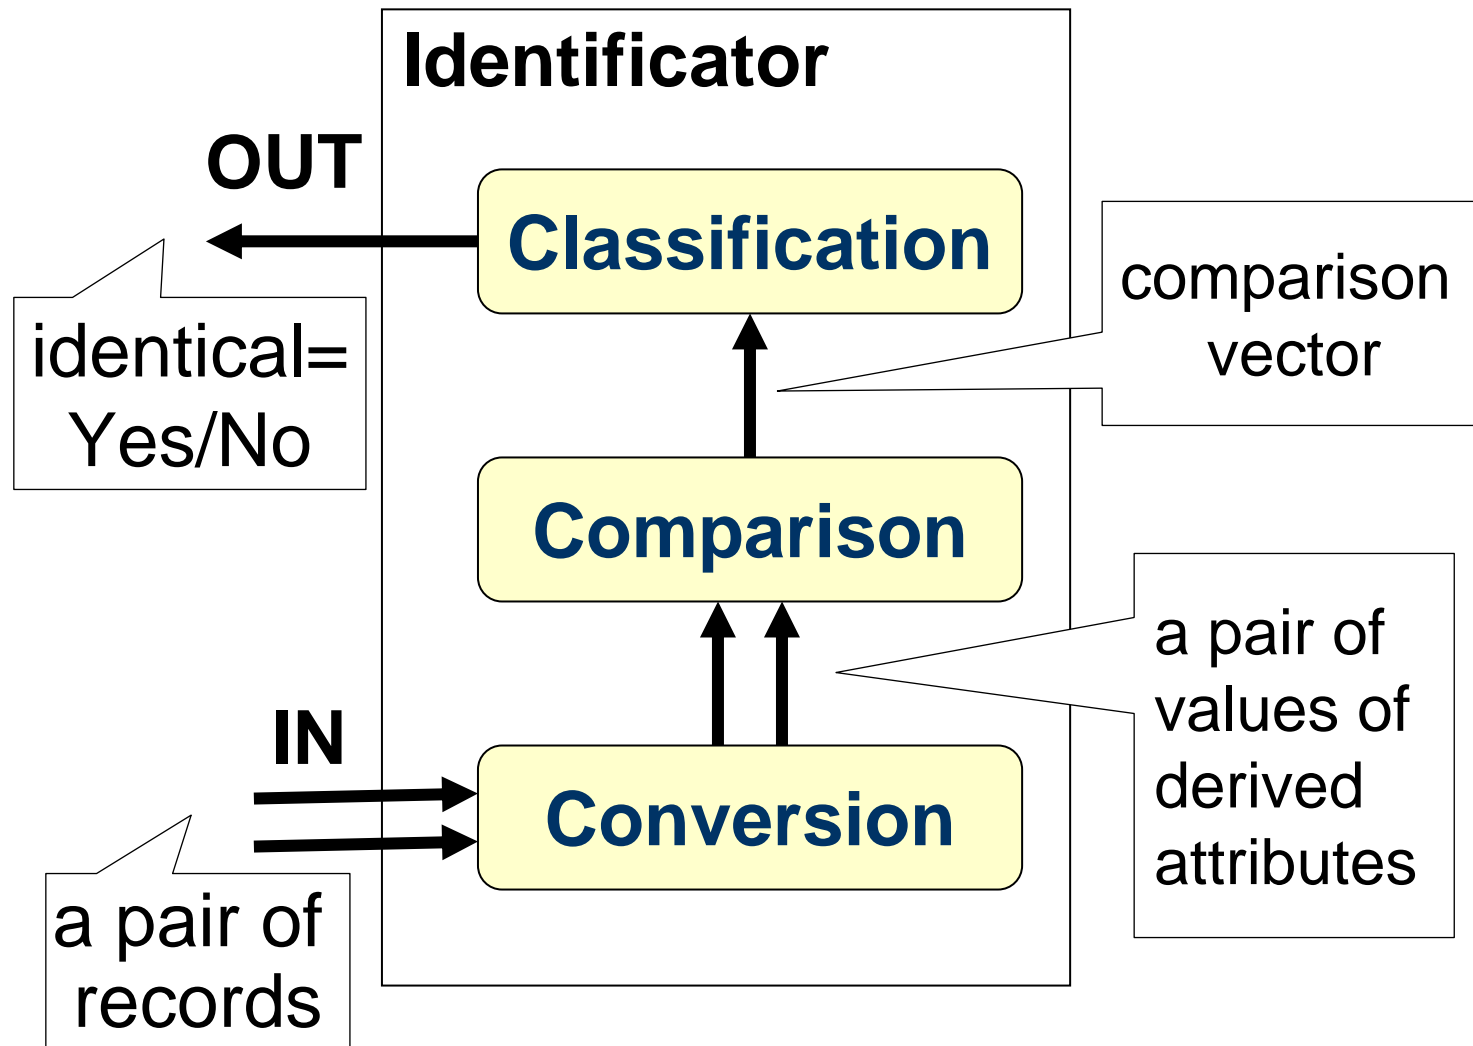 Identificator
OUT
Classification
comparison
vector
identical=
Yes/No
Comparison
a pair of
values of
derived
attributes
IN
Conversion
a pair of
records